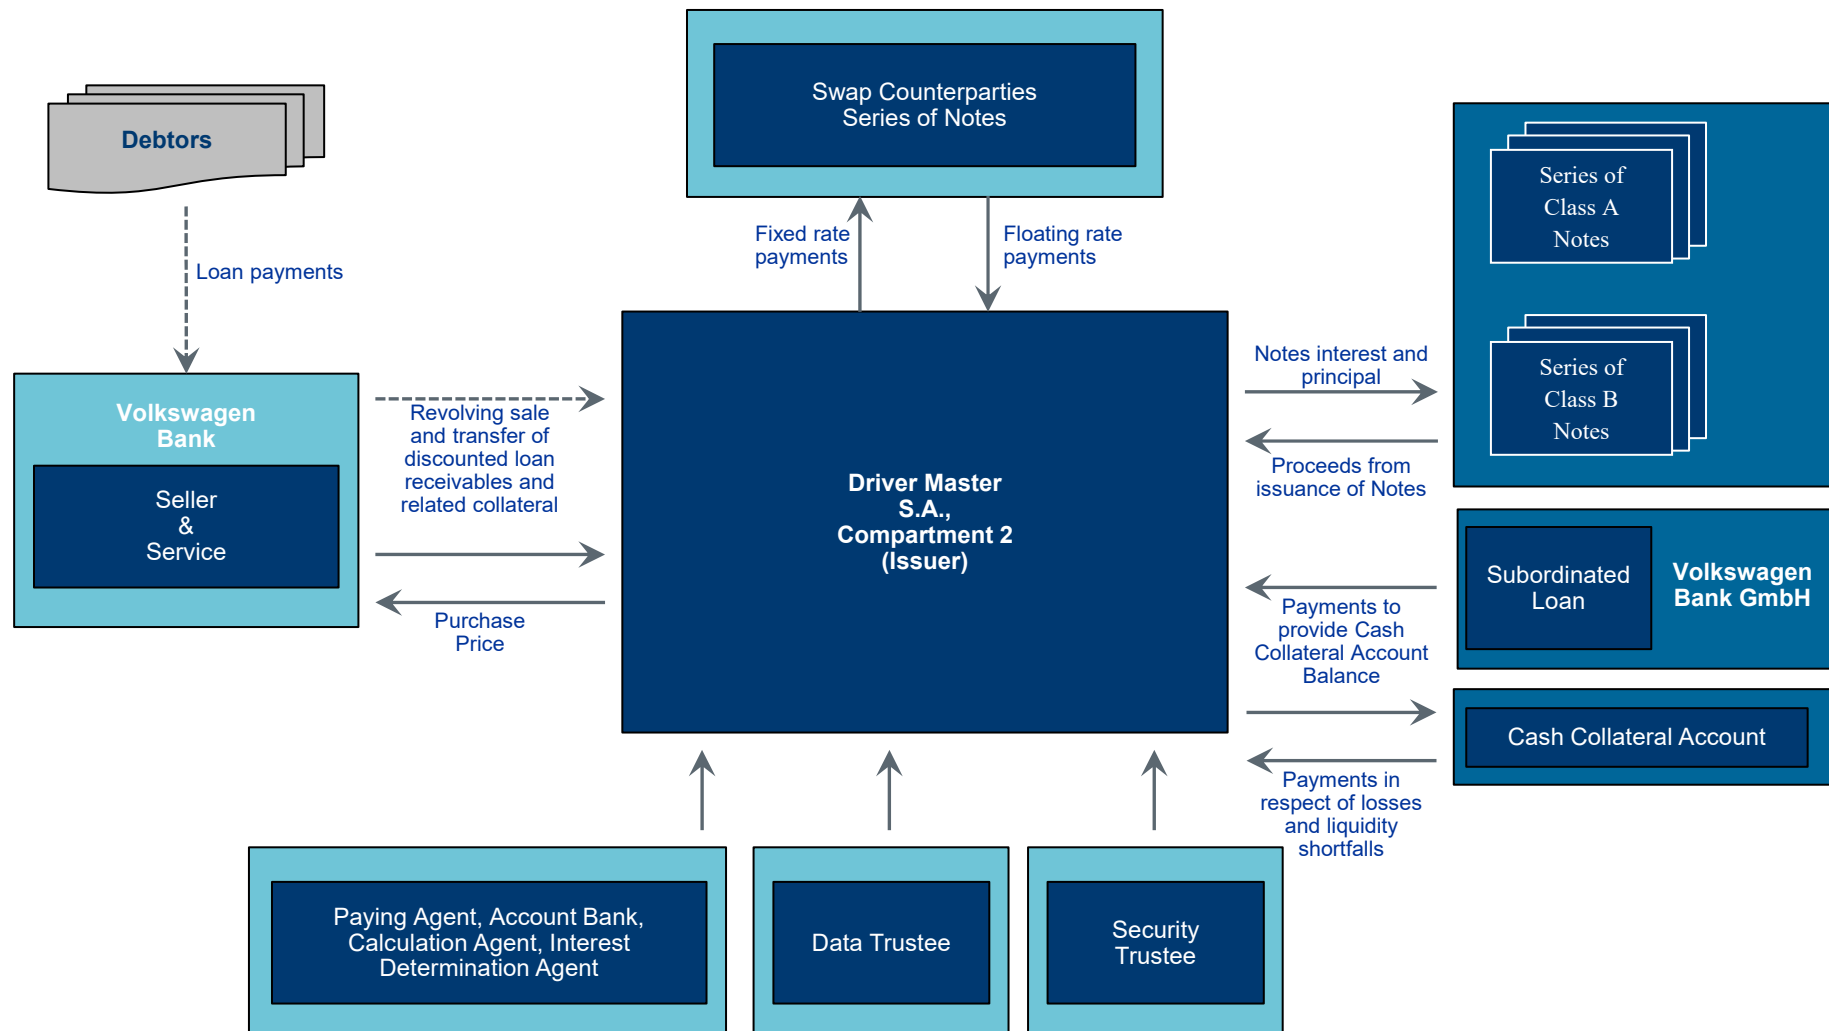 Swap Counterparties
Series of Notes
Debtors
Series of
Class A
Notes
Fixed rate
payments
Floating rate
payments
Loan payments
Series of
Class B
Notes
Notes interest and
principal
Volkswagen
Bank
Revolving sale
and transfer of
discounted loan
receivables and
related collateral
Seller
&
Service
Driver Master
S.A.,
Compartment 2
(Issuer)
Proceeds from
issuance of Notes
Subordinated
Loan
Volkswagen
Bank GmbH
Purchase
Price
Payments to
provide Cash
Collateral Account
Balance
Cash Collateral Account
Payments in
respect of losses
and liquidity
shortfalls
Paying Agent, Account Bank,
Calculation Agent, Interest
Determination Agent
Data Trustee
Security
Trustee